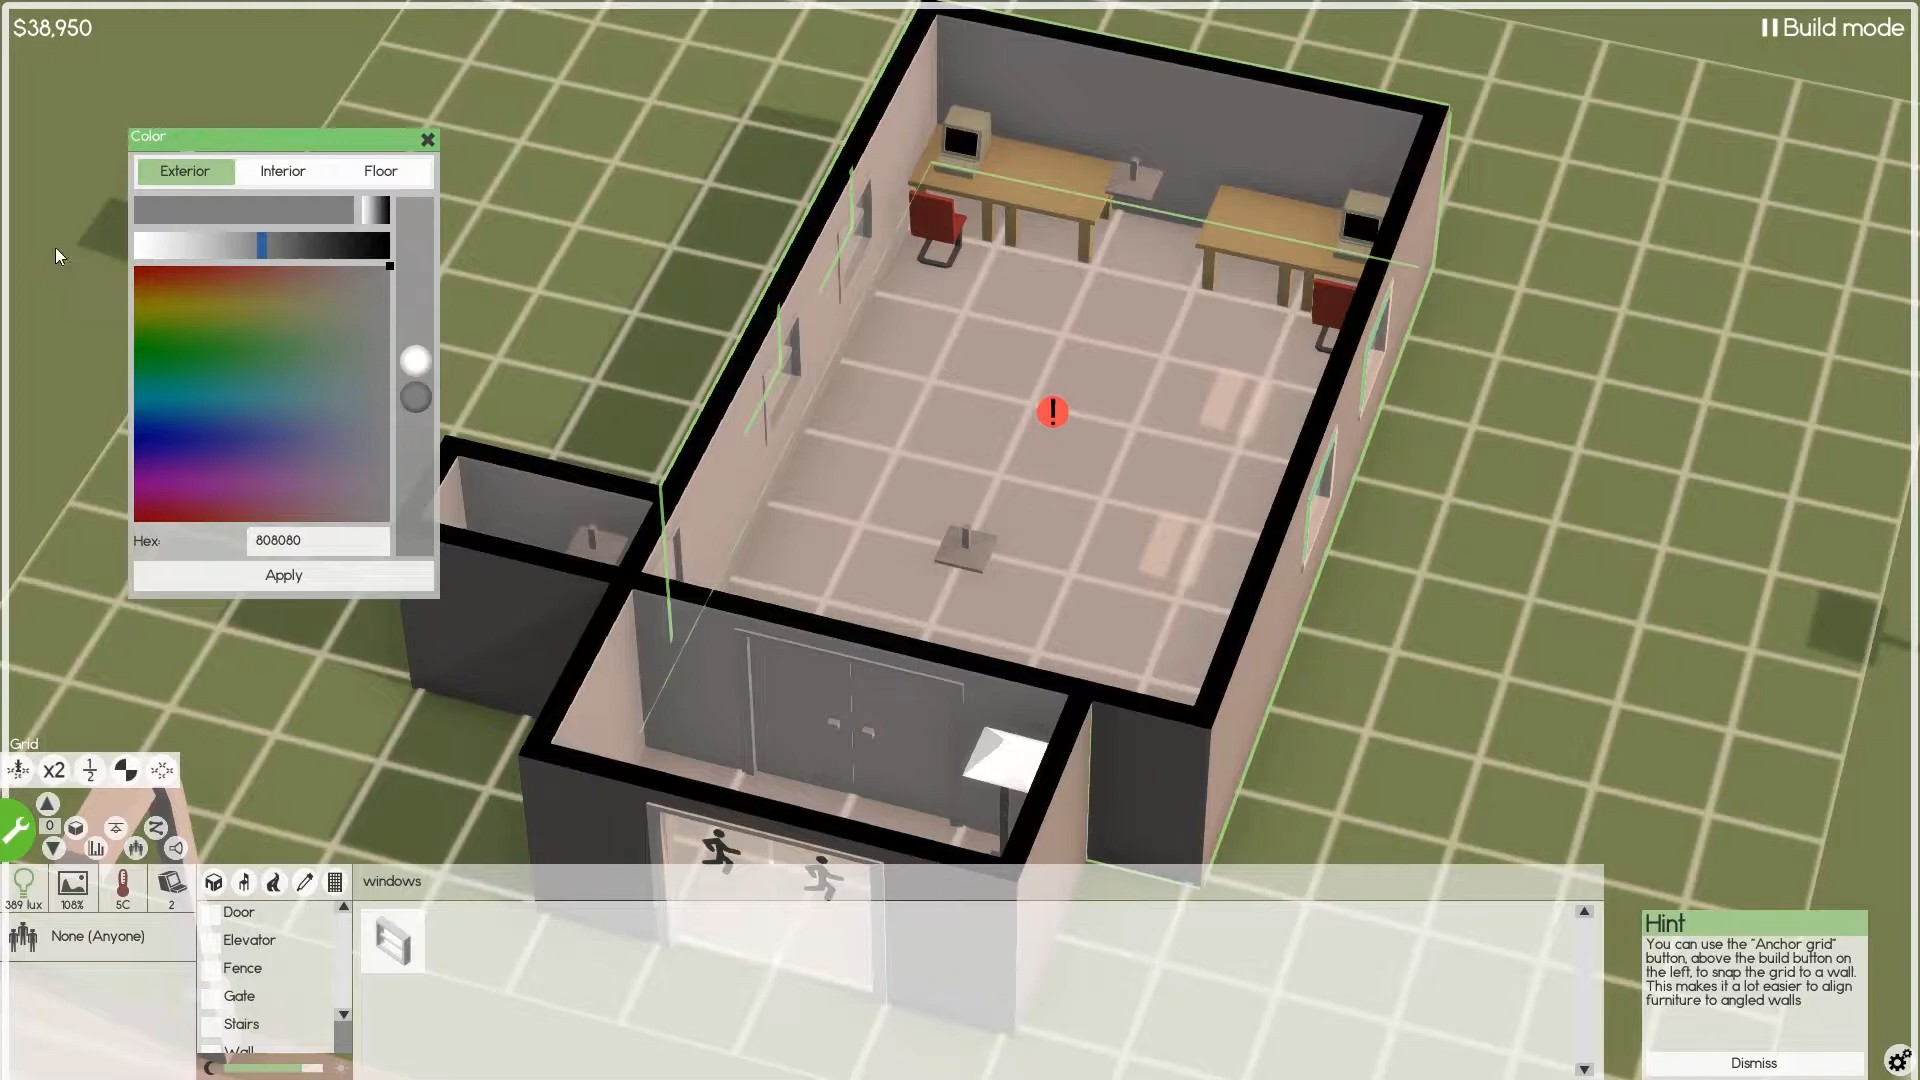 $38,950
Build mode
Color
Exterior
Interior
Floor
Hex:
808080
Apply
Grid
x2
1/2
0
389 lux
108%
5C
2
None (Anyone)
windows
Door
Elevator
Fence
Gate
Stairs
Wall
!
Hint
You can use the "Anchor grid"
button, above the build button on
the left, to snap the grid to a wall.
This makes it a lot easier to align
furniture to angled walls
Dismiss